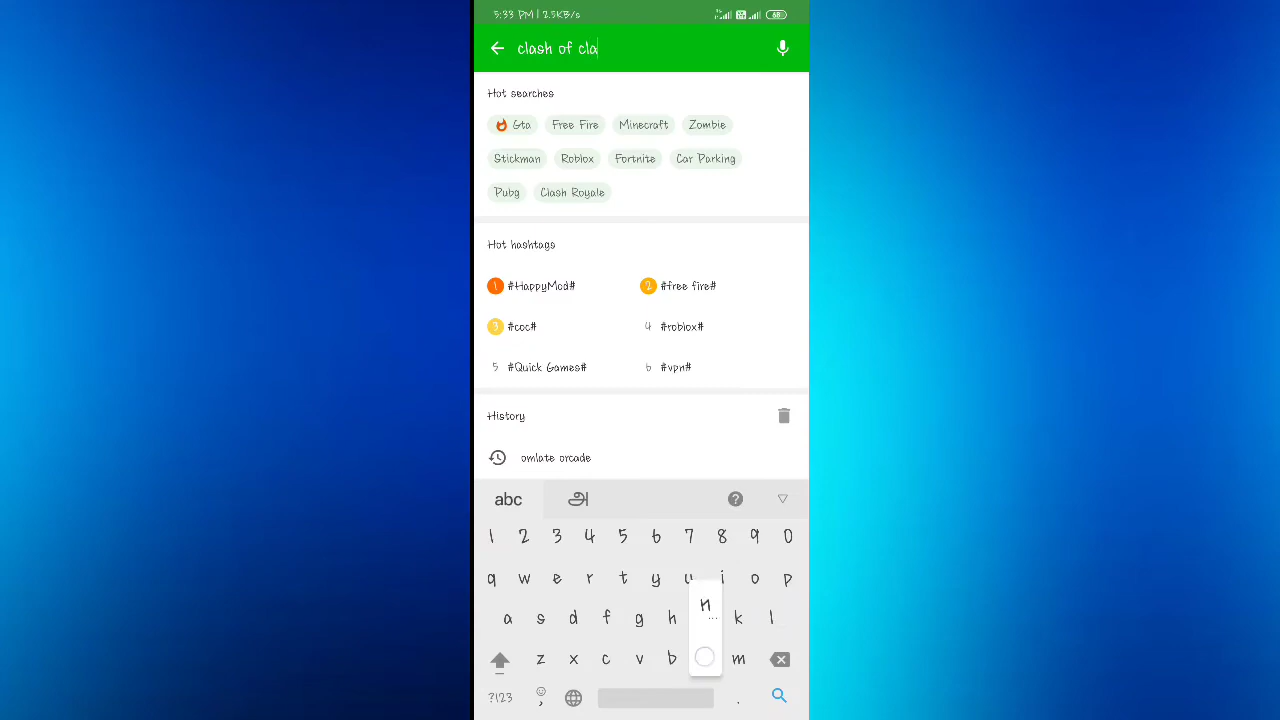 5:33 PM | 2.5KB/s 68
clash of cla
Hot searches
Gta Free Fire Minecraft Zombie
Stickman Roblox Fortnite Car Parking
Pubg Clash Royale
Hot hashtags
1 #HappyMod# 2 #free fire#
3 #coc# 4 #roblox#
5 #Quick Games# 6 #vpn#
History
omlate orcade
abc அ ?
1 2 3 4 5 6 7 8 9 0
q w e r t y u i o p
n
a s d f g h k l
z x c v b m
?123 , .